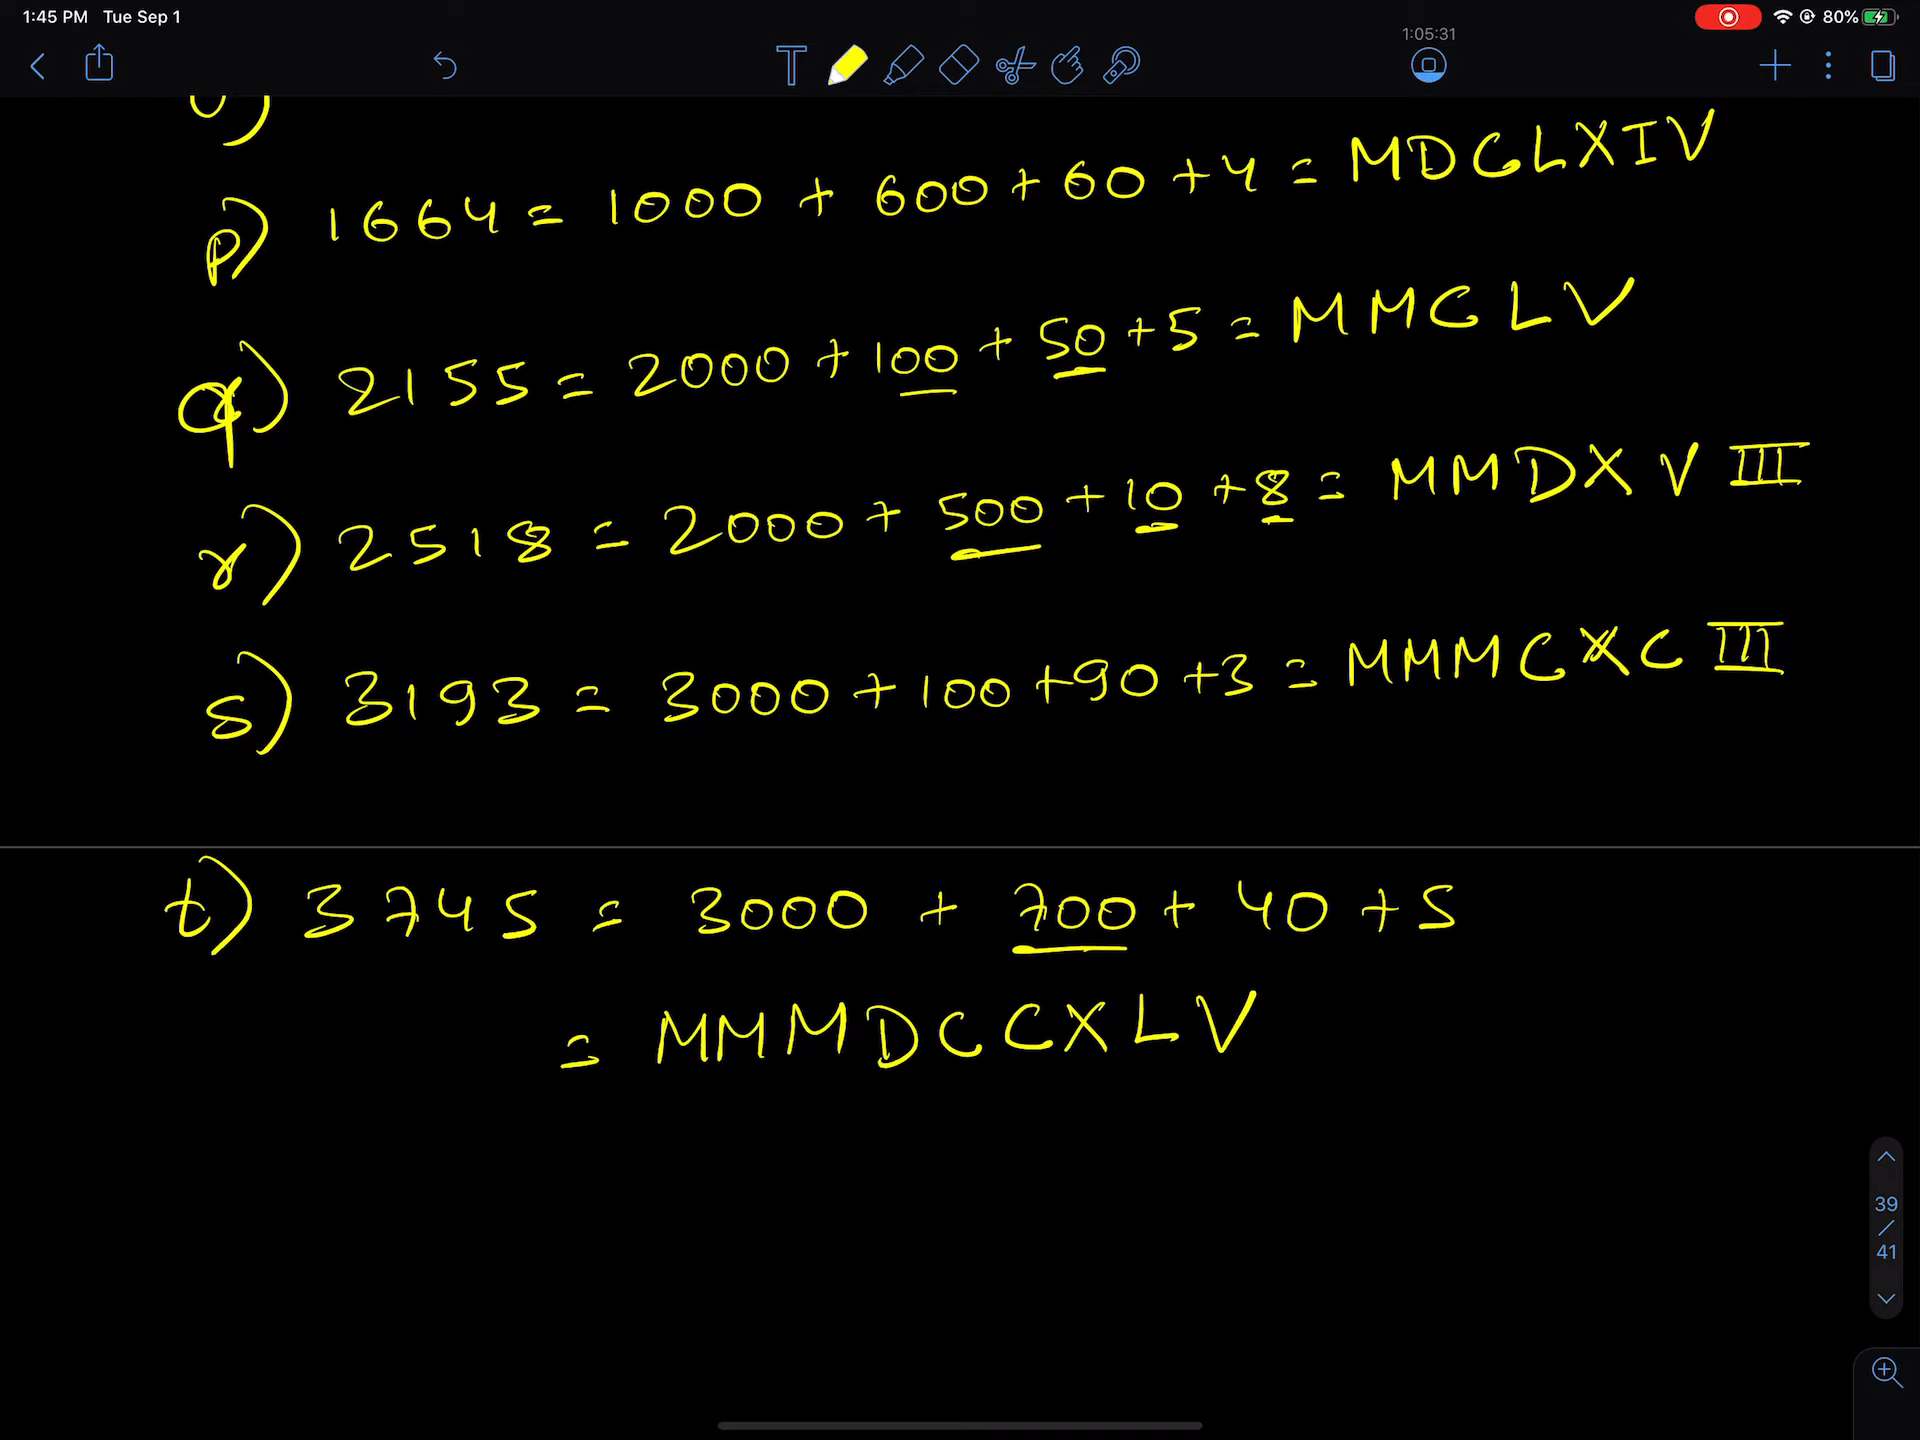 1:45 PM Tue Sep 1
80%
1:05:31
p) 1664 = 1000 + 600 + 60 + 4 = MDCLXIV
q) 2155 = 2000 + 100 + 50 + 5 = MMCLV
r) 2518 = 2000 + 500 + 10 + 8 = MMDXVIII
s) 3193 = 3000 + 100 + 90 + 3 = MMMCXCIII
t) 3745 = 3000 + 700 + 40 + 5
= MMMDCCXLV
39
/
41